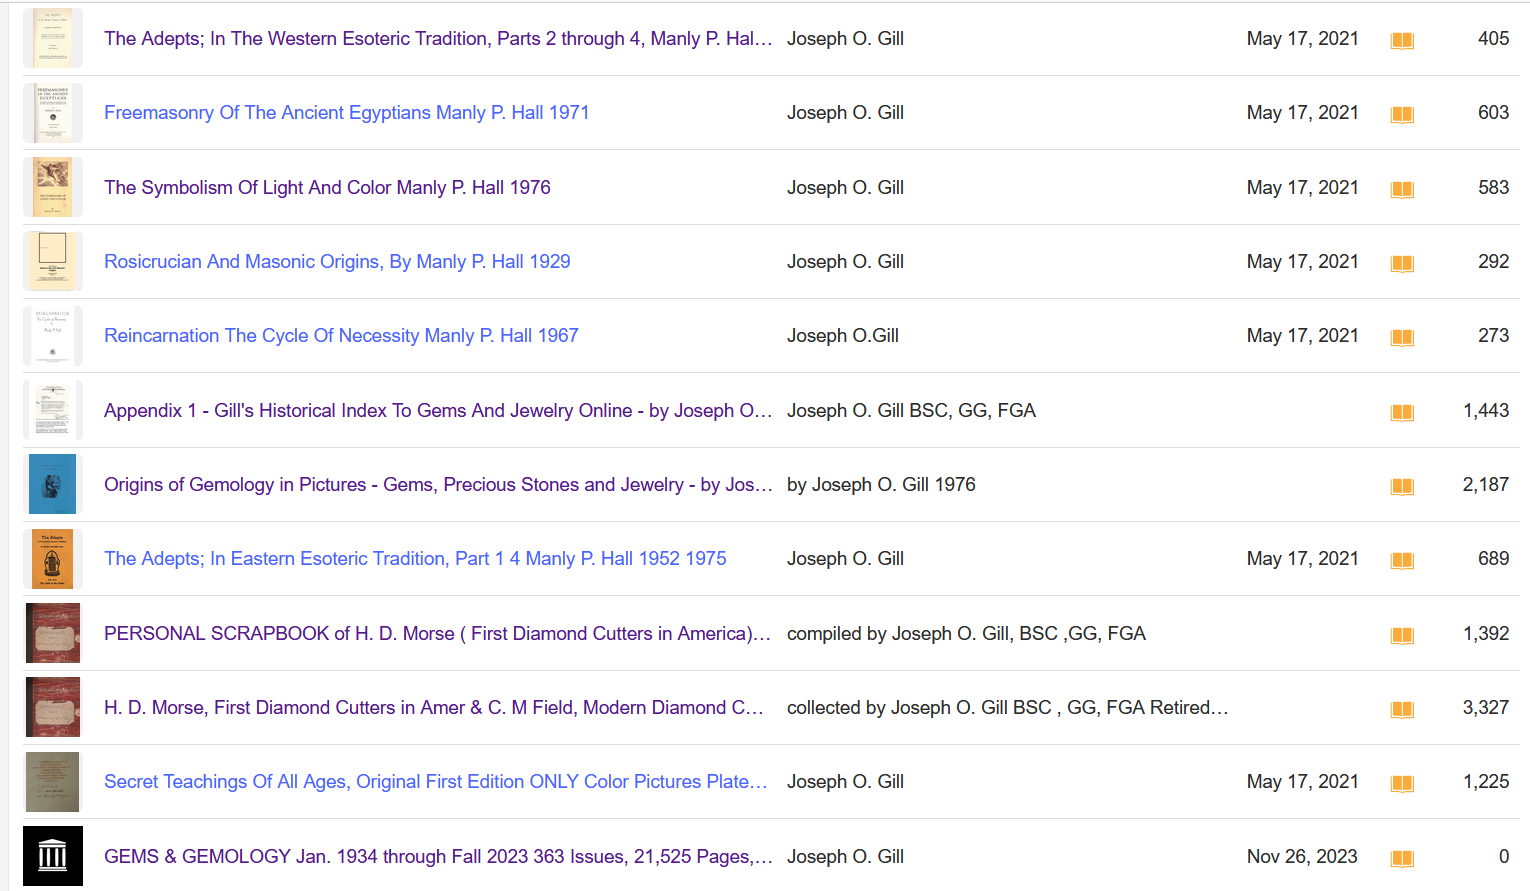 The Adepts; In The Western Esoteric Tradition, Parts 2 through 4, Manly P. Hal... Joseph O. Gill May 17, 2021 405
Freemasonry Of The Ancient Egyptians Manly P. Hall 1971 Joseph O. Gill May 17, 2021 603
The Symbolism Of Light And Color Manly P. Hall 1976 Joseph O. Gill May 17, 2021 583
Rosicrucian And Masonic Origins, By Manly P. Hall 1929 Joseph O. Gill May 17, 2021 292
Reincarnation The Cycle Of Necessity Manly P. Hall 1967 Joseph O.Gill May 17, 2021 273
Appendix 1 - Gill's Historical Index To Gems And Jewelry Online - by Joseph O... Joseph O. Gill BSC, GG, FGA 1,443
Origins of Gemology in Pictures - Gems, Precious Stones and Jewelry - by Jos... by Joseph O. Gill 1976 2,187
The Adepts; In Eastern Esoteric Tradition, Part 1 4 Manly P. Hall 1952 1975 Joseph O. Gill May 17, 2021 689
PERSONAL SCRAPBOOK of H. D. Morse ( First Diamond Cutters in America)... compiled by Joseph O. Gill, BSC ,GG, FGA 1,392
H. D. Morse, First Diamond Cutters in Amer & C. M Field, Modern Diamond C... collected by Joseph O. Gill BSC , GG, FGA Retired... 3,327
Secret Teachings Of All Ages, Original First Edition ONLY Color Pictures Plate... Joseph O. Gill May 17, 2021 1,225
GEMS & GEMOLOGY Jan. 1934 through Fall 2023 363 Issues, 21,525 Pages,... Joseph O. Gill Nov 26, 2023 0